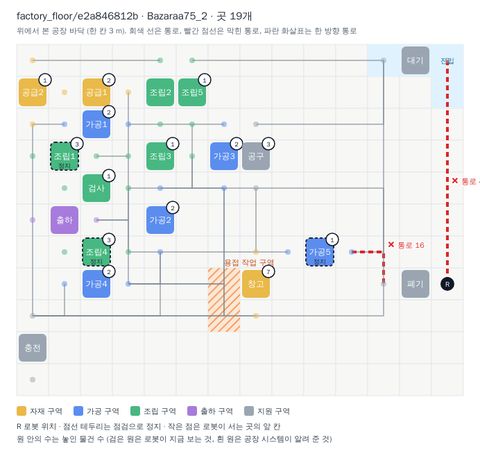 factory_floor/e2a846812b · Bazaraa75_2 · 곳 19개
위에서 본 공장 바닥 (한 칸 3 m). 회색 선은 통로, 빨간 점선은 막힌 통로, 파란 화살표는 한 방향 통로
대기
진입
1 2 1
공급2 공급1 조립2 조립5
2
가공1
3 1 2 3
조립1 조립3 가공3 공구
정지
1
검사
✕ 통로 4
2
출하 가공2
3 1
조립4 가공5
정지 정지
✕ 통로 16
용접 작업 구역
2 7
가공4 창고 폐기 R
충전
자재 구역 가공 구역 조립 구역 출하 구역 지원 구역
R 로봇 위치 · 점선 테두리는 점검으로 정지 · 작은 점은 로봇이 서는 곳의 앞 칸
원 안의 수는 놓인 물건 수 (검은 원은 로봇이 지금 보는 것, 흰 원은 공장 시스템이 알려 준 것)